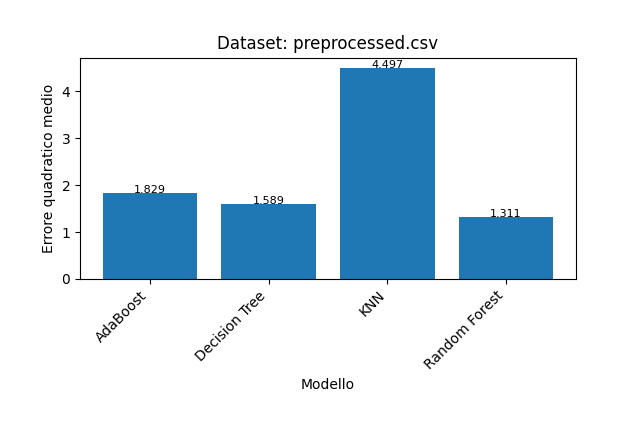 Dataset: preprocessed.csv
Errore quadratico medio
4
3
2
1
0
1.829
1.589
4.497
1.311
AdaBoost
Decision Tree
KNN
Random Forest
Modello